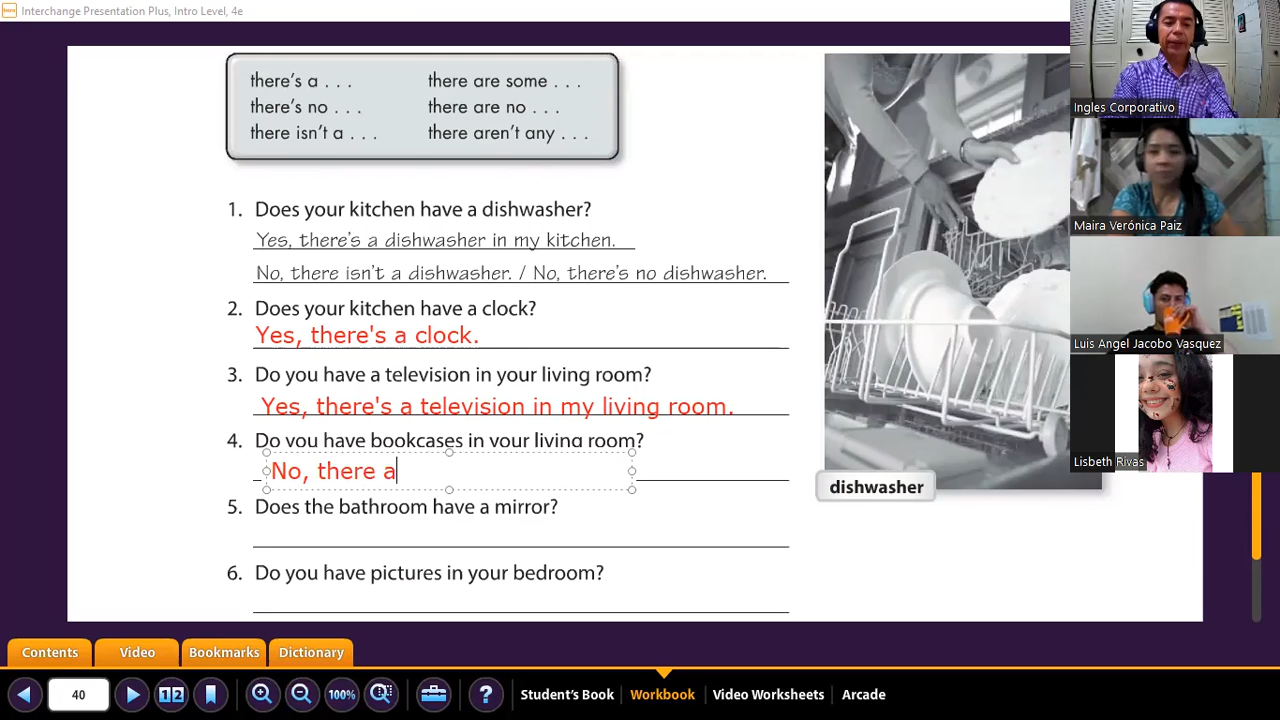 Interchange Presentation Plus, Intro Level, 4e
there's a . . .
there's no . . .
there isn't a . . .
there are some . . .
there are no . . .
there aren't any . . .
1. Does your kitchen have a dishwasher?
Yes, there's a dishwasher in my kitchen.
No, there isn't a dishwasher. / No, there's no dishwasher.
2. Does your kitchen have a clock?
Yes, there's a clock.
3. Do you have a television in your living room?
Yes, there's a television in my living room.
4. Do you have bookcases in your living room?
No, there a
5. Does the bathroom have a mirror?
6. Do you have pictures in your bedroom?
dishwasher
Ingles Corporativo
Maira Verónica Paiz
Luis Angel Jacobo Vasquez
Lisbeth Rivas
Contents
Video
Bookmarks
Dictionary
40
1 2
100%
?
Student's Book
Workbook
Video Worksheets
Arcade